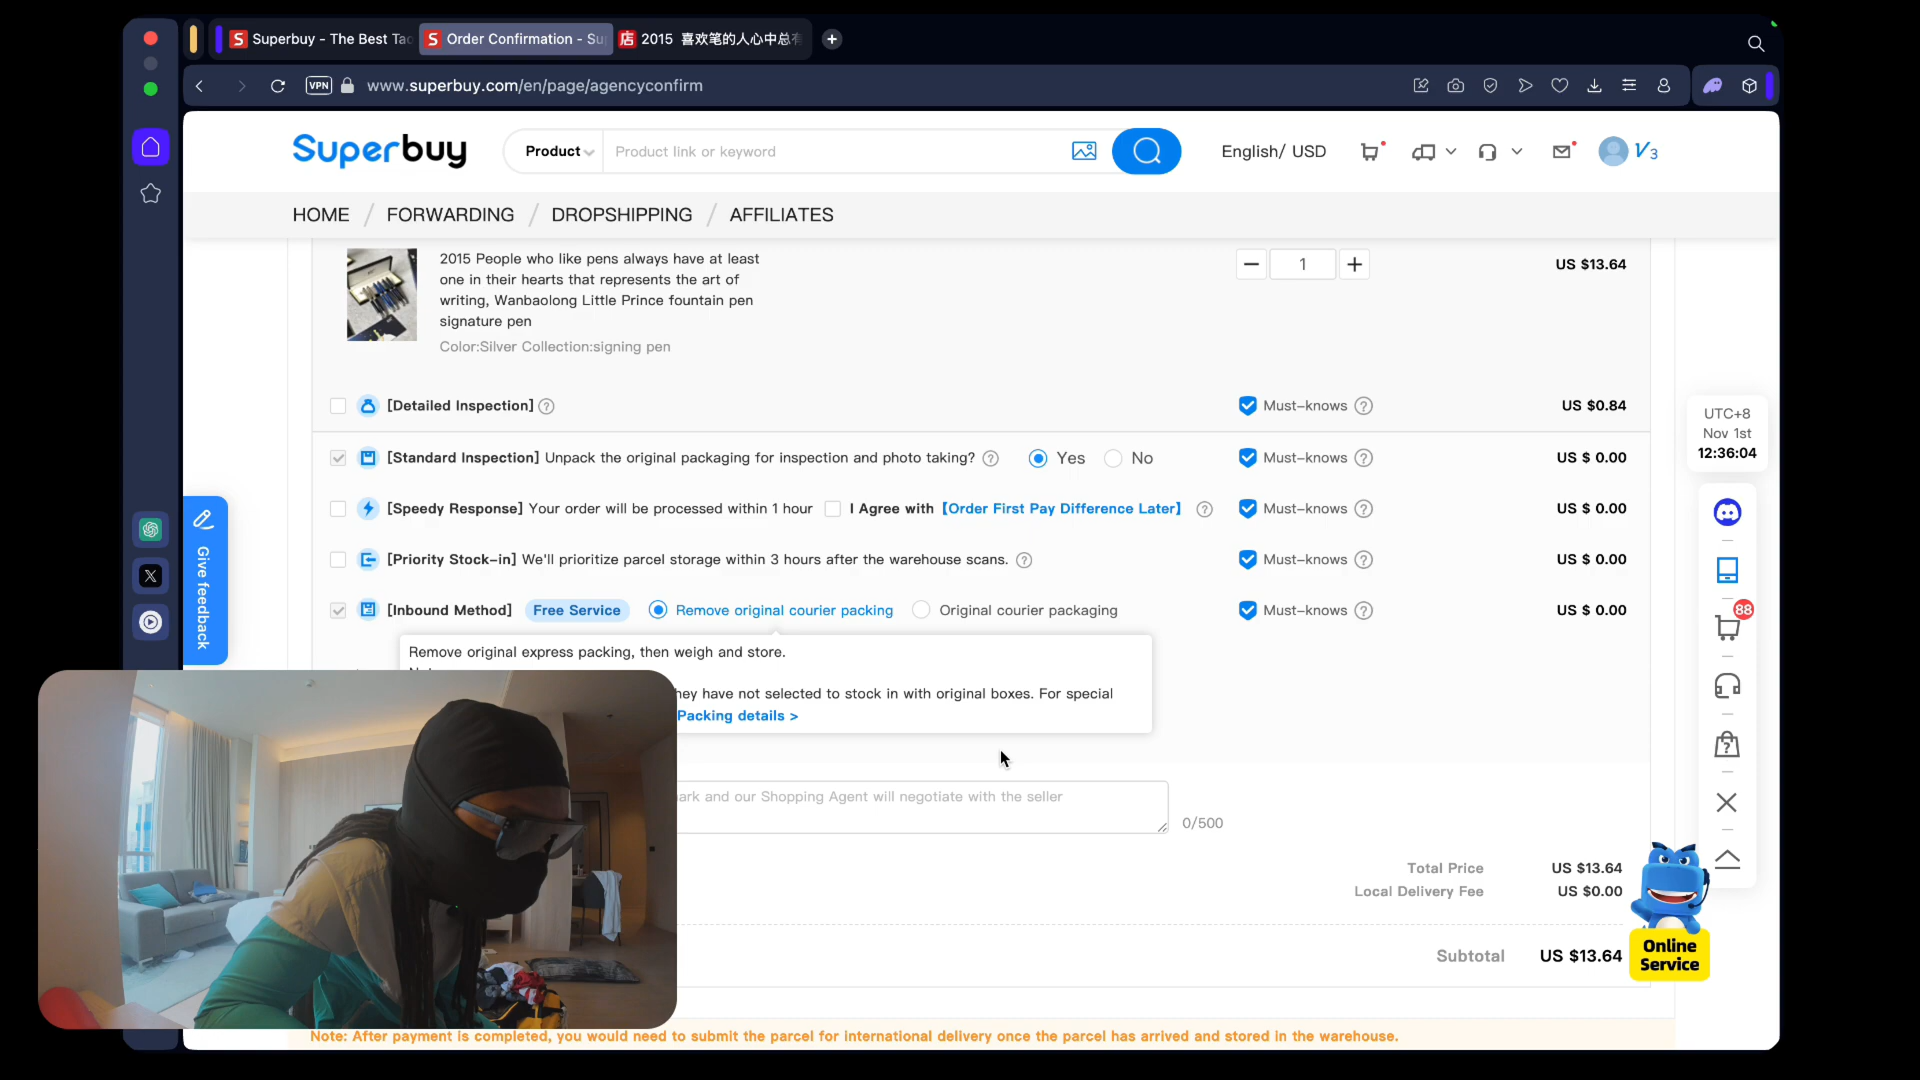 Superbuy - The Best Tao
Order Confirmation - Su
2015 喜欢笔的人心中总有
VPN
www.superbuy.com/en/page/agencyconfirm
Superbuy
Product
Product link or keyword
English/ USD
V3
HOME / FORWARDING / DROPSHIPPING / AFFILIATES
2015 People who like pens always have at least
one in their hearts that represents the art of
writing, Wanbaolong Little Prince fountain pen
signature pen
Color:Silver Collection:signing pen
1
US $13.64
[Detailed Inspection]
Must-knows
US $0.84
[Standard Inspection] Unpack the original packaging for inspection and photo taking? Yes No
Must-knows
US $ 0.00
[Speedy Response] Your order will be processed within 1 hour I Agree with【Order First Pay Difference Later】
Must-knows
US $ 0.00
[Priority Stock-in] We'll prioritize parcel storage within 3 hours after the warehouse scans.
Must-knows
US $ 0.00
[Inbound Method] Free Service Remove original courier packing Original courier packaging
Must-knows
US $ 0.00
Remove original express packing, then weigh and store.
hey have not selected to stock in with original boxes. For special
Packing details >
ark and our Shopping Agent will negotiate with the seller
0/500
Total Price US $13.64
Local Delivery Fee US $0.00
Subtotal US $13.64
Note: After payment is completed, you would need to submit the parcel for international delivery once the parcel has arrived and stored in the warehouse.
Give feedback
UTC+8
Nov 1st
12:36:04
88
Online
Service